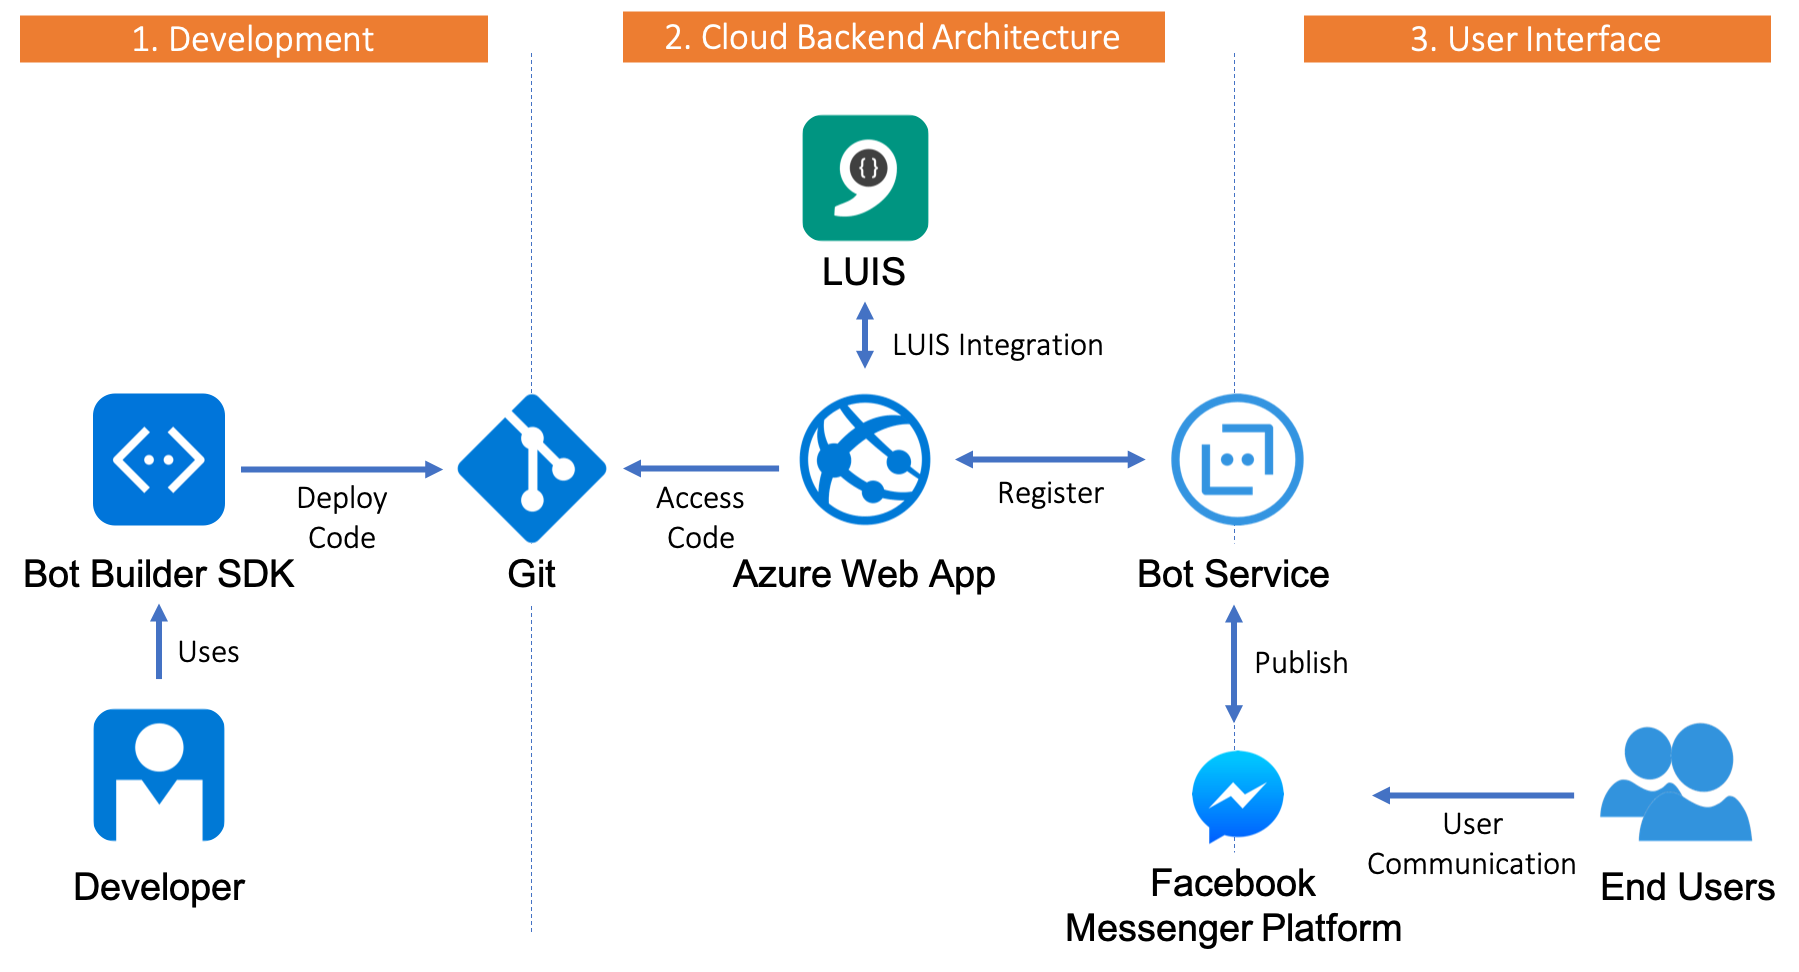 1. Development
2. Cloud Backend Architecture
3. User Interface
{}
LUIS
LUIS Integration
Deploy
Code
Access
Code
Register
Bot Builder SDK
Git
Azure Web App
Bot Service
Uses
Publish
User
Communication
Developer
Facebook
Messenger Platform
End Users